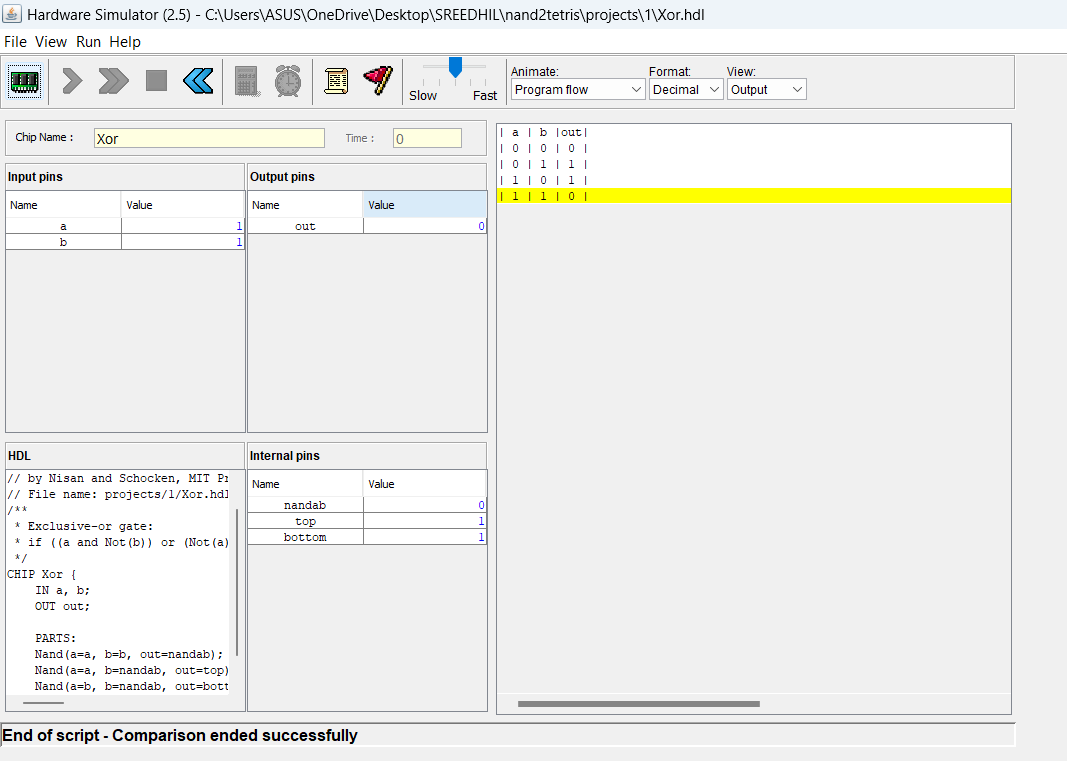 Hardware Simulator (2.5) - C:\Users\ASUS\OneDrive\Desktop\SREEDHIL\nand2tetris\projects\1\Xor.hdl
File View Run Help
Slow Fast
Animate: Format: View:
Program flow Decimal Output
Chip Name : Xor Time : 0
Input pins
Name Value
a 1
b 1
Output pins
Name Value
out 0
HDL
// by Nisan and Schocken, MIT Pr
// File name: projects/1/Xor.hdl
/**
* Exclusive-or gate:
* if ((a and Not(b)) or (Not(a)
*/
CHIP Xor {
IN a, b;
OUT out;
PARTS:
Nand(a=a, b=b, out=nandab);
Nand(a=a, b=nandab, out=top)
Nand(a=b, b=nandab, out=bott
Internal pins
Name Value
nandab 0
top 1
bottom 1
| a | b |out|
| 0 | 0 | 0 |
| 0 | 1 | 1 |
| 1 | 0 | 1 |
| 1 | 1 | 0 |
End of script - Comparison ended successfully